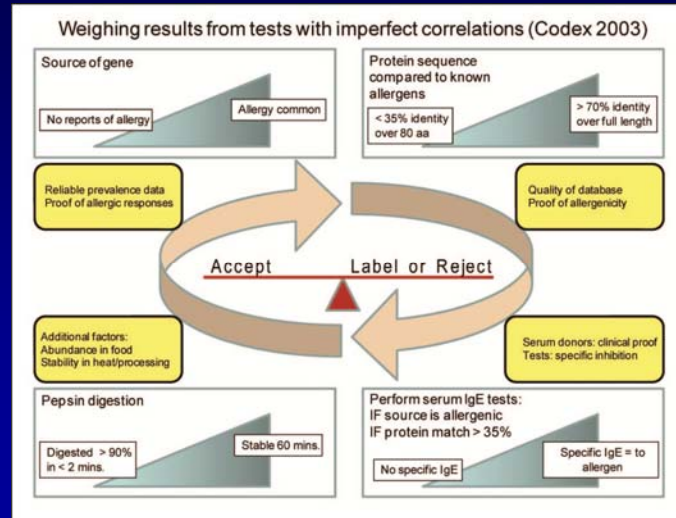 Weighing results from tests with imperfect correlations (Codex 2003)
Source of gene
No reports of allergy
Allergy common
Protein sequence
compared to known
allergens
< 35% identity
over 80 aa
> 70% identity
over full length
Reliable prevalence data
Proof of allergic responses
Quality of database
Proof of allergenicity
Accept
Label or Reject
Additional factors:
Abundance in food
Stability in heat/processing
Serum donors: clinical proof
Tests: specific inhibition
Pepsin digestion
Digested > 90%
in < 2 mins.
Stable 60 mins.
Perform serum IgE tests:
IF source is allergenic
IF protein match > 35%
No specific IgE
Specific IgE = to
allergen